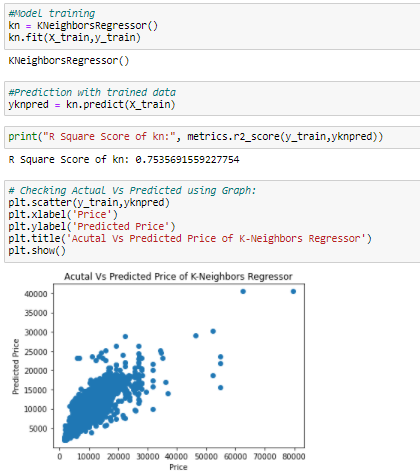 #Model training
kn = KNeighborsRegressor()
kn.fit(X_train,y_train)
KNeighborsRegressor()
#Prediction with trained data
yknpred = kn.predict(X_train)
print("R Square Score of kn:", metrics.r2_score(y_train,yknpred))
R Square Score of kn: 0.7535691559227754
# Checking Actual Vs Predicted using Graph:
plt.scatter(y_train,yknpred)
plt.xlabel('Price')
plt.ylabel('Predicted Price')
plt.title('Acutal Vs Predicted Price of K-Neighbors Regressor')
plt.show()
Acutal Vs Predicted Price of K-Neighbors Regressor
40000
35000
30000
25000
20000
15000
10000
5000
Predicted Price
0 10000 20000 30000 40000 50000 60000 70000 80000
Price